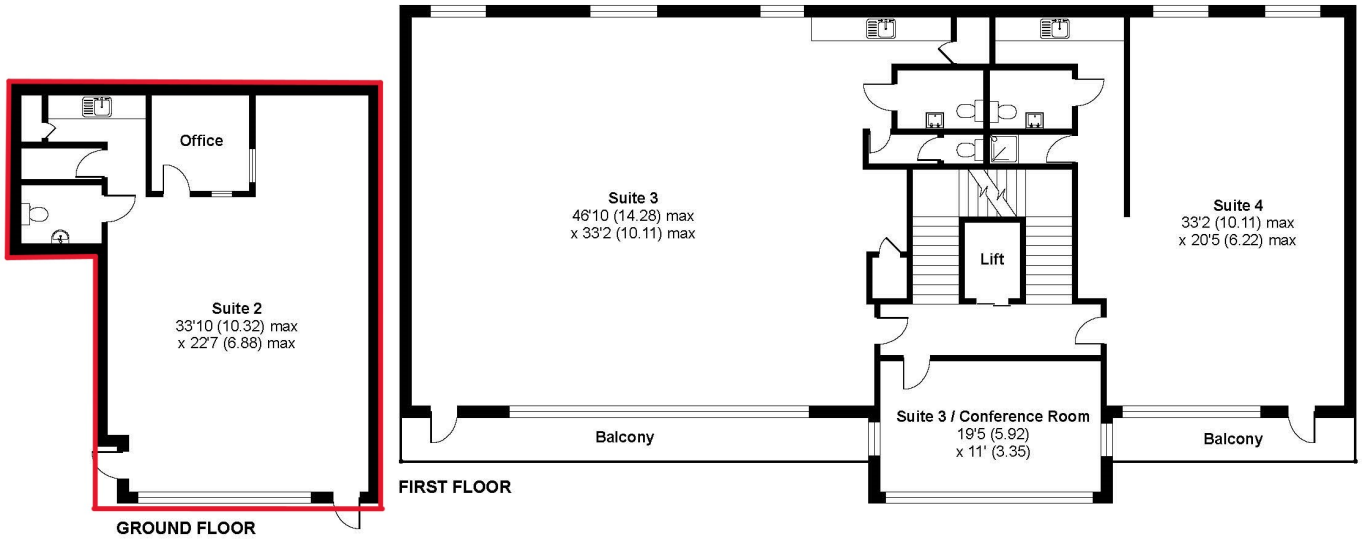 Office
Suite 2
33'10 (10.32) max
x 22'7 (6.88) max
GROUND FLOOR
Suite 3
46'10 (14.28) max
x 33'2 (10.11) max
Lift
Suite 4
33'2 (10.11) max
x 20'5 (6.22) max
Suite 3 / Conference Room
19'5 (5.92)
x 11' (3.35)
Balcony
Balcony
FIRST FLOOR